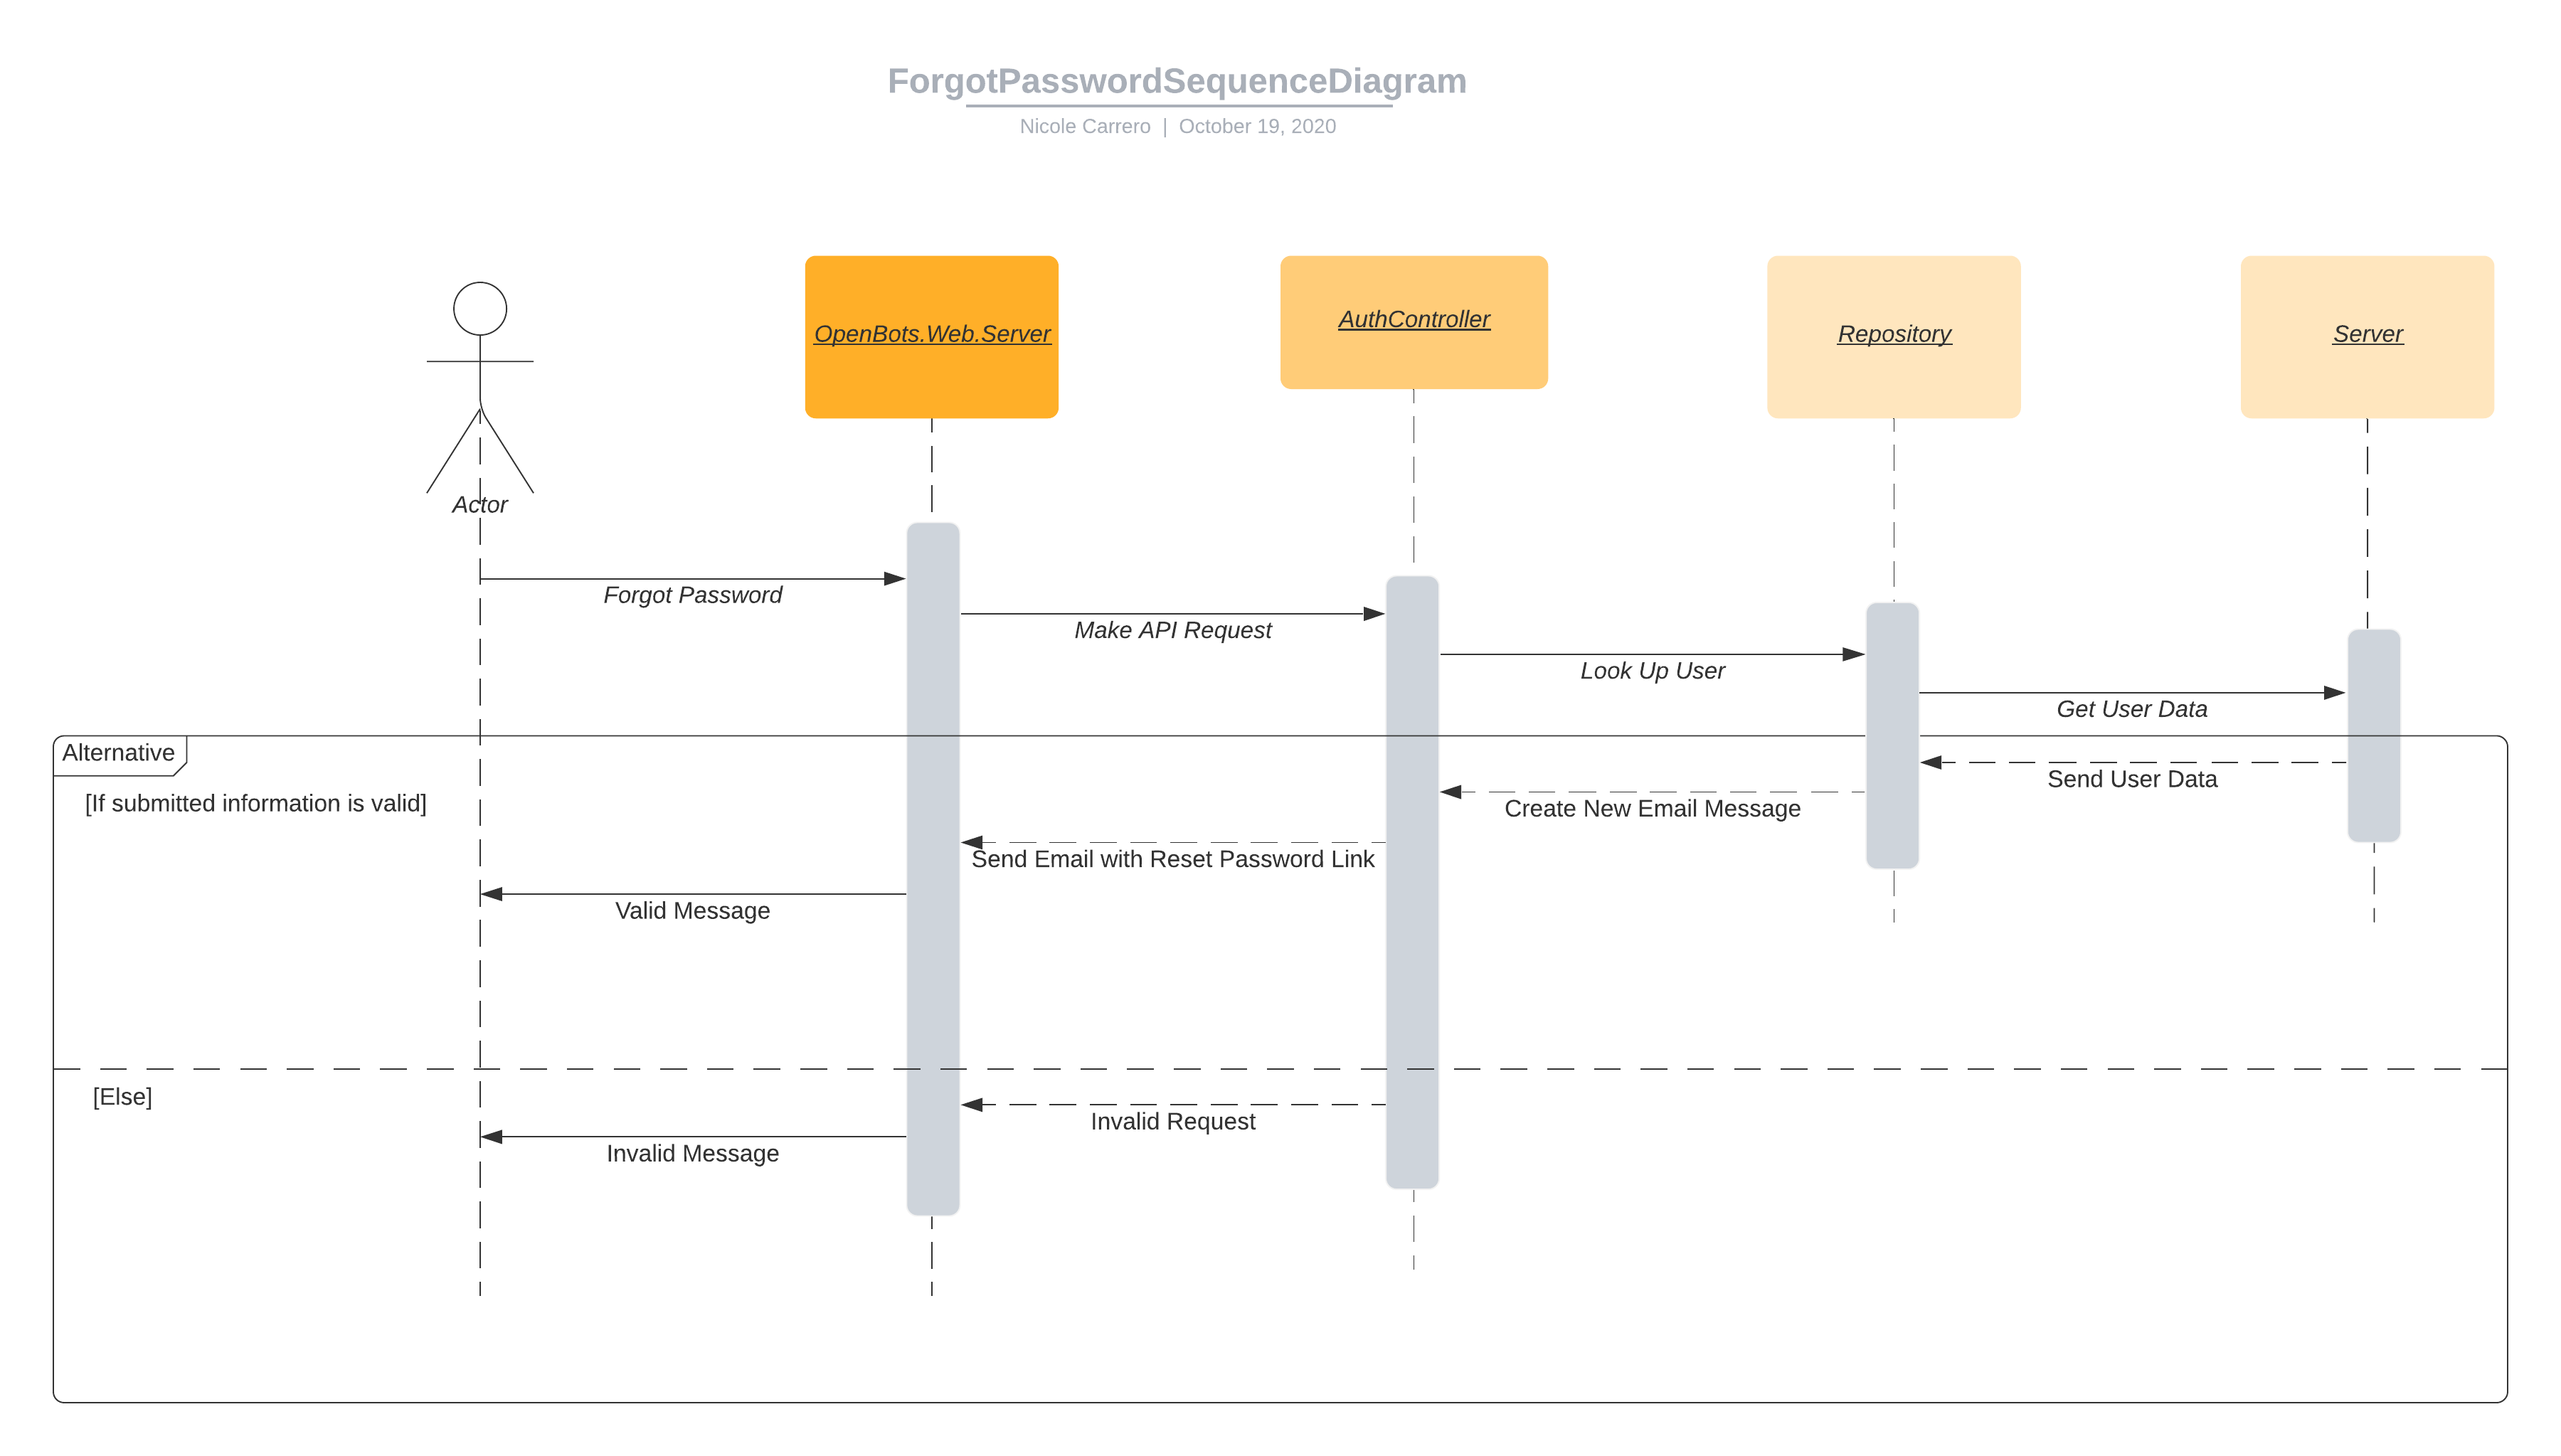 ForgotPasswordSequenceDiagram
Nicole Carrero | October 19, 2020
OpenBots.Web.Server
AuthController
Repository
Server
Actor
Forgot Password
Make API Request
Look Up User
Get User Data
Alternative
[If submitted information is valid]
Send User Data
Create New Email Message
Send Email with Reset Password Link
Valid Message
[Else]
Invalid Request
Invalid Message